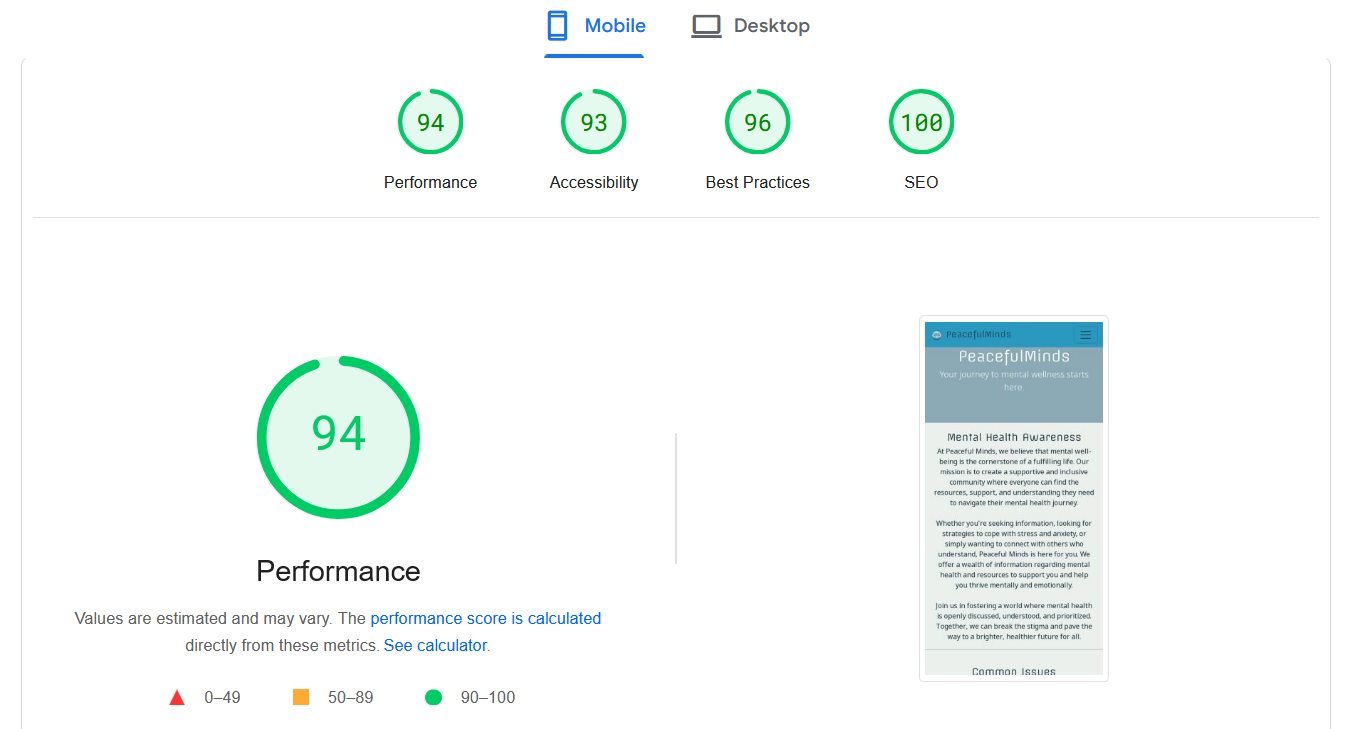 Mobile Desktop
94 93 96 100
Performance Accessibility Best Practices SEO
94
Performance
Values are estimated and may vary. The performance score is calculated
directly from these metrics. See calculator.
0–49 50–89 90–100
PeacefulMinds
PeacefulMinds
Your journey to mental wellness starts
here.
Mental Health Awareness
At Peaceful Minds, we believe that mental well-
being is the cornerstone of a fulfilling life. Our
mission is to create a supportive and inclusive
community where everyone can find the
resources, support, and understanding they need
to navigate their mental health journey.
Whether you're seeking information, looking for
strategies to cope with stress and anxiety, or
simply wanting to connect with others who
understand, Peaceful Minds is here for you. We
offer a wealth of information regarding mental
health and resources to support you and help
you thrive mentally and emotionally.
Join us in fostering a world where mental health
is openly discussed, understood, and prioritized.
Together, we can break the stigma and pave the
way to a brighter, healthier future for all.
Common Issues